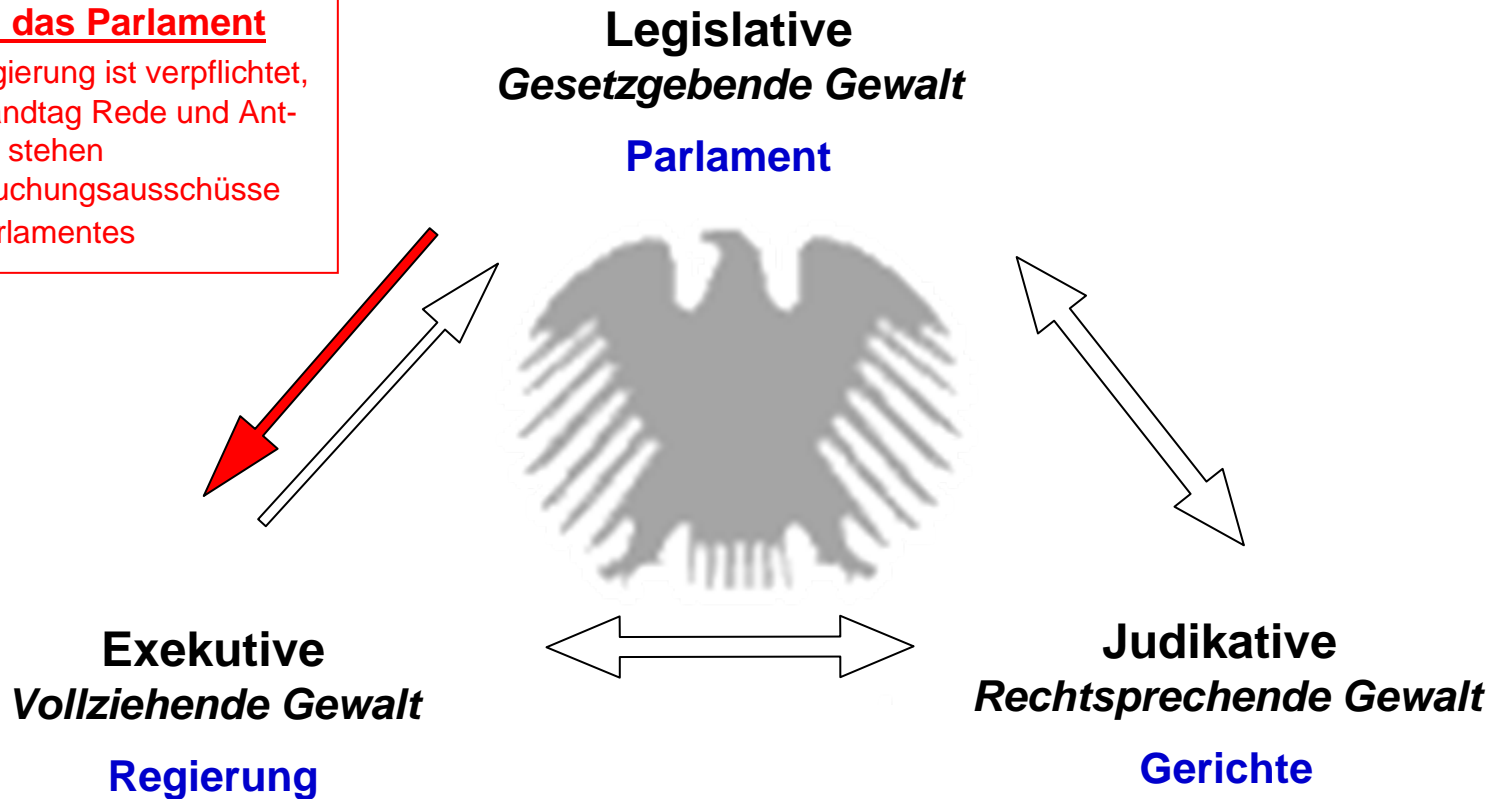 das Parlament
gierung ist verpflichtet,
andtag Rede und Ant-
stehen
uchungsausschüsse
rlamentes
Legislative
Gesetzgebende Gewalt
Parlament
Exekutive
Vollziehende Gewalt
Regierung
Judikative
Rechtsprechende Gewalt
Gerichte